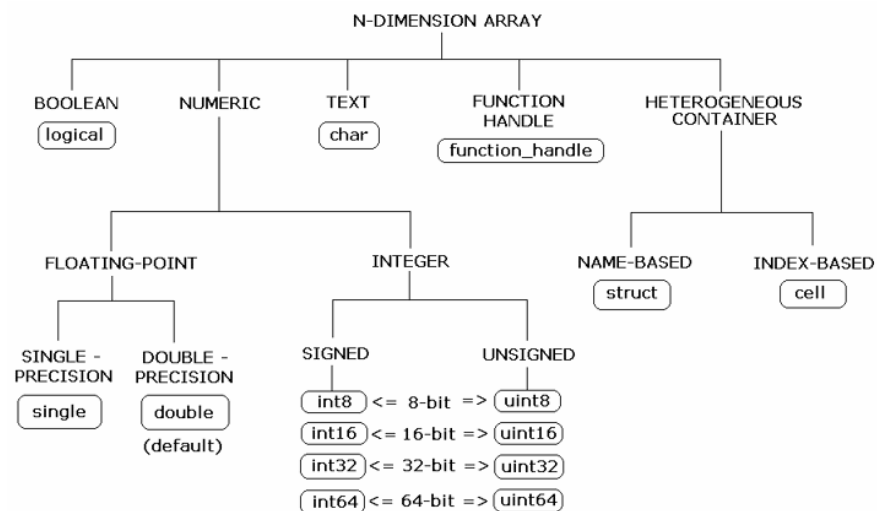 N-DIMENSION ARRAY
BOOLEAN
logical
NUMERIC
TEXT
char
FUNCTION
HANDLE
function_handle
HETEROGENEOUS
CONTAINER
FLOATING-POINT
INTEGER
NAME-BASED
struct
INDEX-BASED
cell
SINGLE -
PRECISION
single
DOUBLE -
PRECISION
double
(default)
SIGNED
UNSIGNED
int8 <= 8-bit => uint8
int16 <= 16-bit => uint16
int32 <= 32-bit => uint32
int64 <= 64-bit => uint64